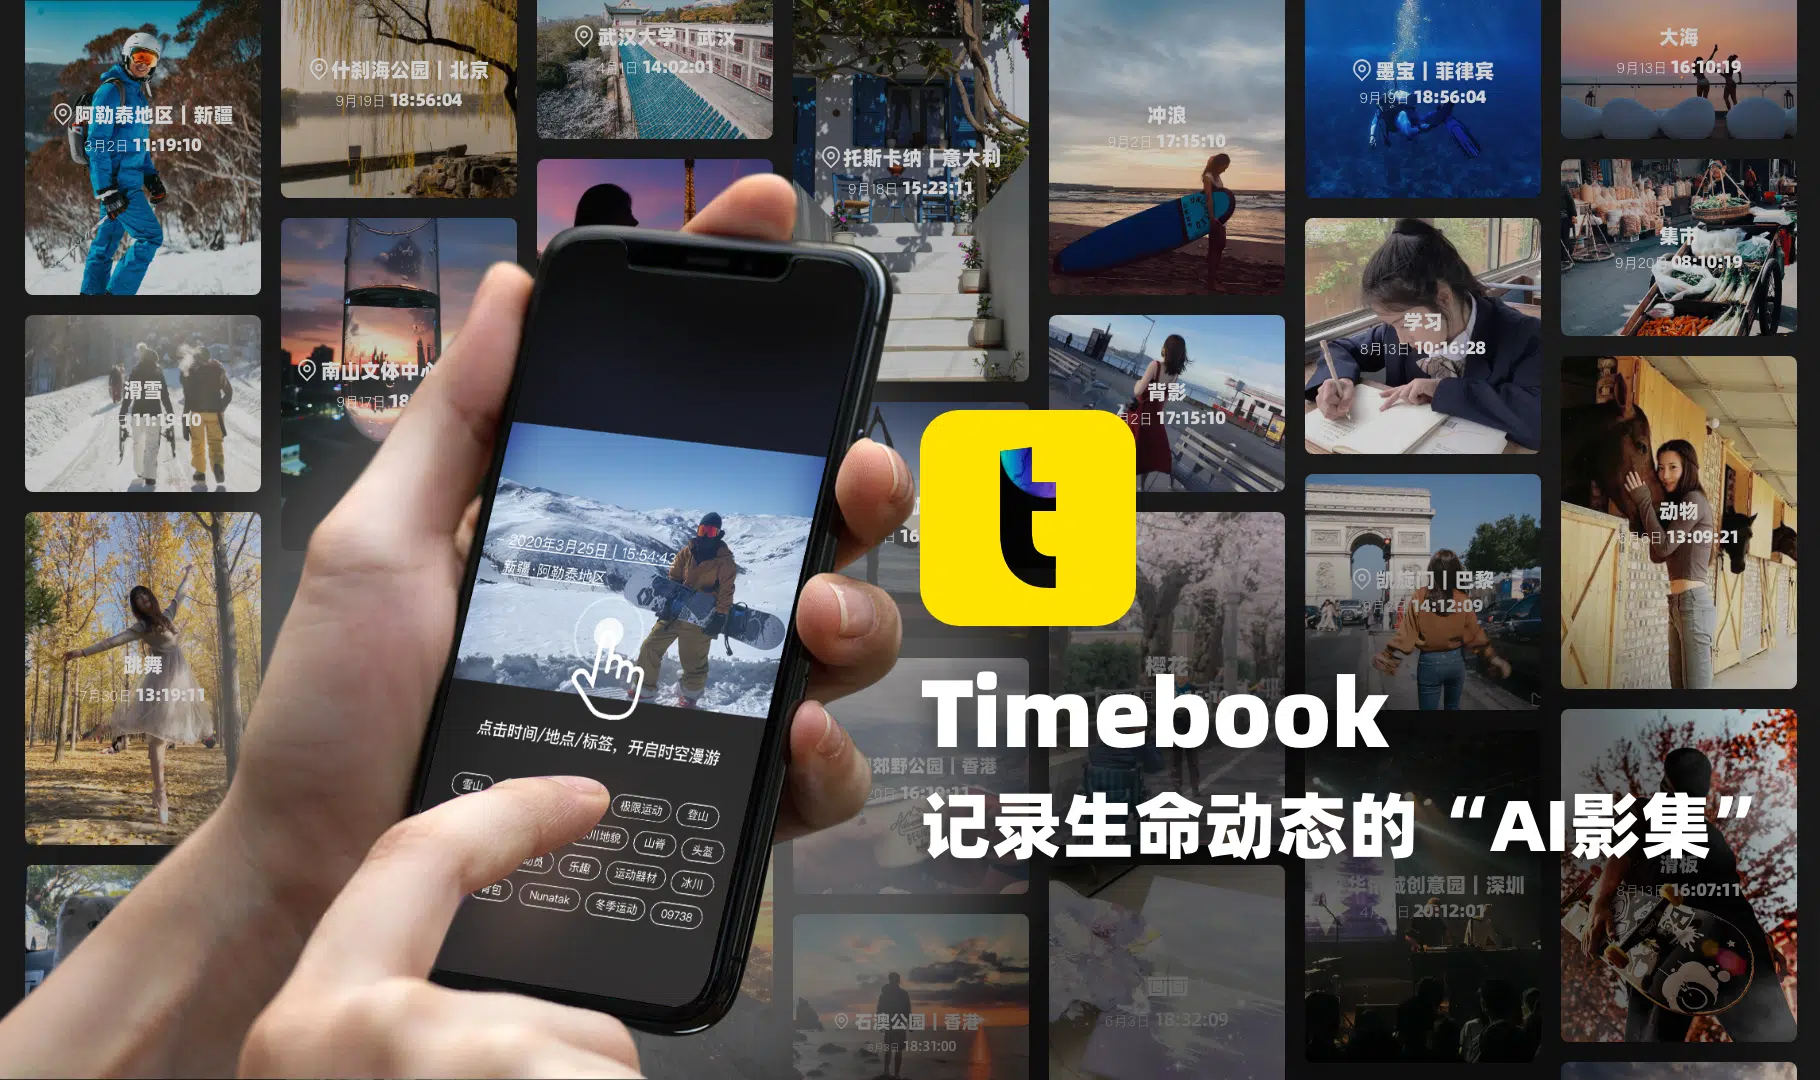 阿勒泰地区 | 新疆
3月2日 11:19:10
滑雪
11:19:10
跳舞
7月30日 13:19:11
什刹海公园 | 北京
9月19日 18:56:04
南山文体中心
9月17日 18
武汉大学 | 武汉
4月1日 14:02:01
托斯卡纳 | 意大利
9月18日 15:23:11
冲浪
9月2日 17:15:10
背影
2日 17:15:10
墨宝 | 菲律宾
9月19日 18:56:04
学习
8月13日 10:16:28
凯旋门 | 巴黎
14:12:09
大海
9月13日 16:10:19
集市
9月20日 08:10:19
动物
13:09:21
2020年3月25日 | 15:54:43
新疆·阿勒泰地区
点击时间/地点/标签，开启时空漫游
雪山
极限运动
登山
川地貌
山脊
头盔
动员
乐趣
运动器材
冰川
背包
Nunatak
冬季运动
09738
t
Timebook
记录生命动态的“AI影集”
樱花
郊野公园 | 香港
20日 16:10:11
石澳公园 | 香港
18:31:00
6月3日 18:32:09
创意园 | 深圳
20:12:01
滑板
8月13日 16:07:11